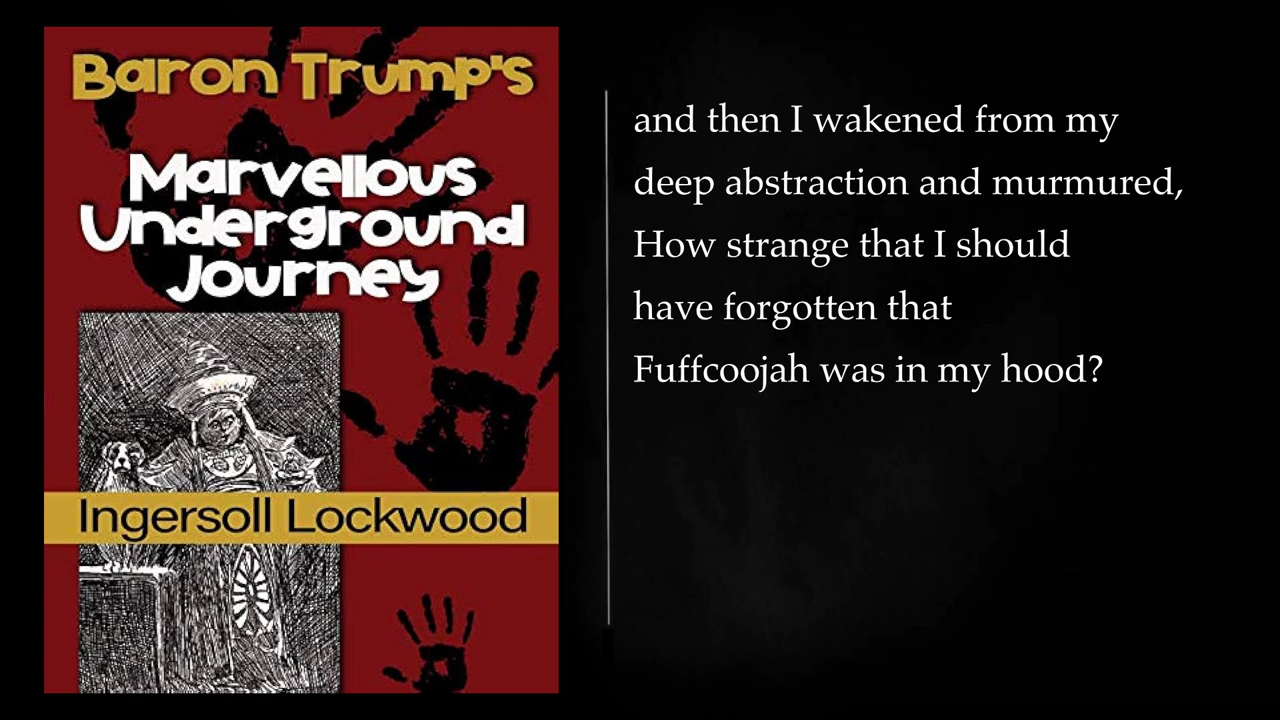 Baron Trump's
Marvellous
Underground
Journey
Ingersoll Lockwood
and then I wakened from my
deep abstraction and murmured,
How strange that I should
have forgotten that
Fuffcoojah was in my hood?